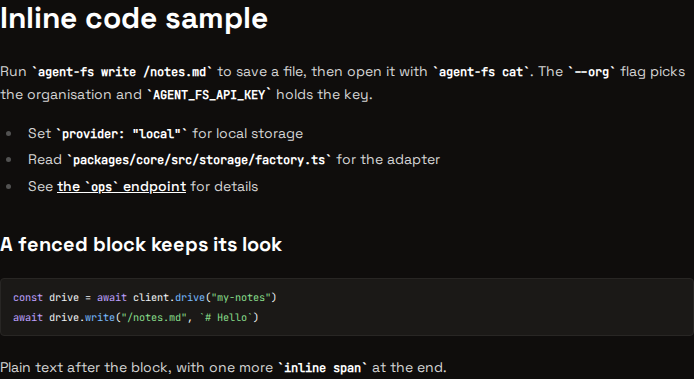 Inline code sample
Run `agent-fs write /notes.md` to save a file, then open it with `agent-fs cat`. The `--org` flag picks
the organisation and `AGENT_FS_API_KEY` holds the key.
Set `provider: "local"` for local storage
Read `packages/core/src/storage/factory.ts` for the adapter
See the `ops` endpoint for details
A fenced block keeps its look
const drive = await client.drive("my-notes")
await drive.write("/notes.md", `# Hello`)
Plain text after the block, with one more `inline span` at the end.